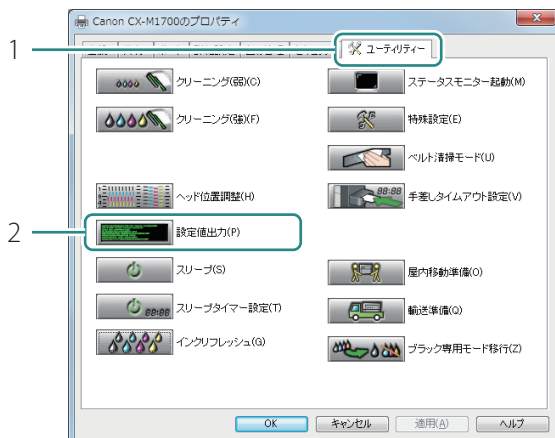 Canon CX-M1700のプロパティ
1
ユーティリティー
クリーニング(弱)(C)
ステータスモニター起動(M)
クリーニング(強)(F)
特殊設定(E)
ベルト清掃モード(U)
ヘッド位置調整(H)
88:88
手差しタイムアウト設定(V)
2
設定値出力(P)
スリープ(S)
屋内移動準備(O)
88:88
スリープタイマー設定(T)
輸送準備(Q)
インクリフレッシュ(G)
ブラック専用モード移行(Z)
OK
キャンセル
適用(A)
ヘルプ